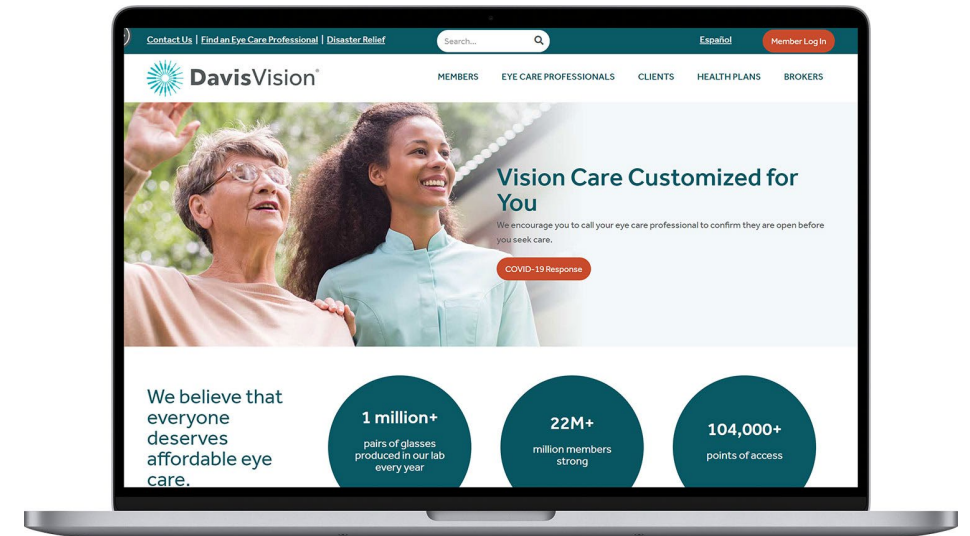 Contact Us | Find an Eye Care Professional | Disaster Relief
Search...
Español
Member Log In
DavisVision®
MEMBERS
EYE CARE PROFESSIONALS
CLIENTS
HEALTH PLANS
BROKERS
Vision Care Customized for
You
We encourage you to call your eye care professional to confirm they are open before
you seek care.
COVID-19 Response
We believe that
everyone
deserves
affordable eye
care.
1 million+
pairs of glasses
produced in our lab
every year
22M+
million members
strong
104,000+
points of access